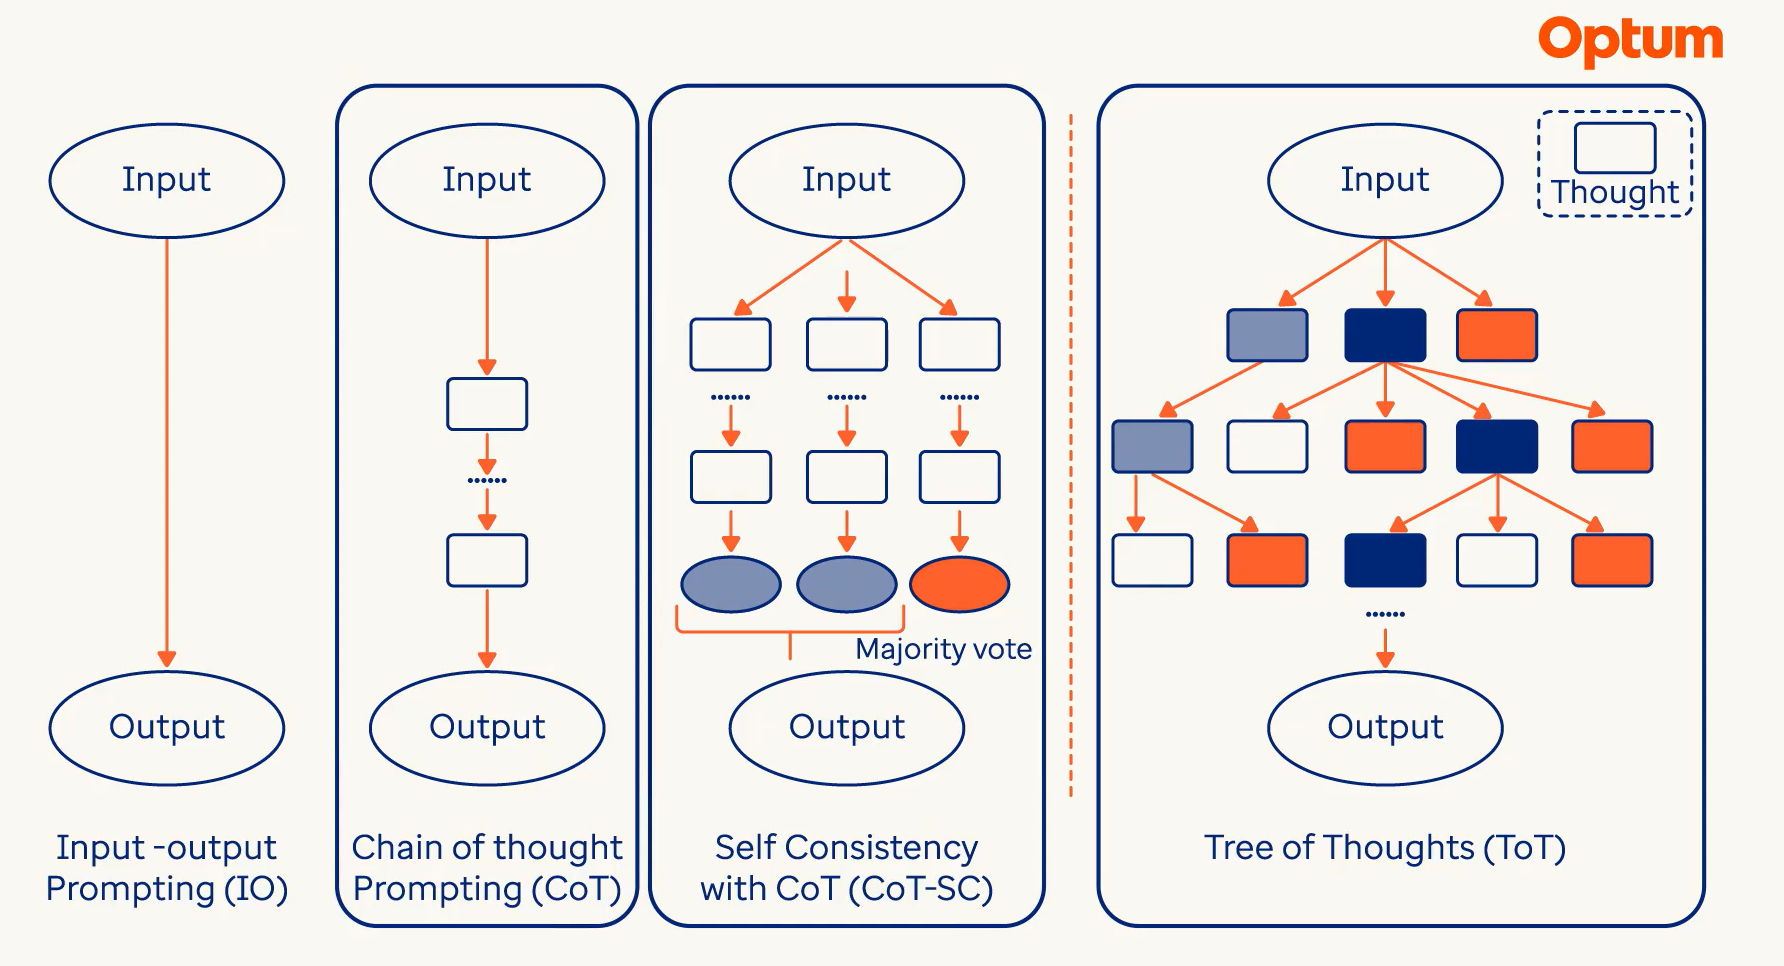 Optum
Input
Output
Input -output
Prompting (IO)
Input
Output
Chain of thought
Prompting (CoT)
Input
Majority vote
Output
Self Consistency
with CoT (CoT-SC)
Input
Thought
Output
Tree of Thoughts (ToT)